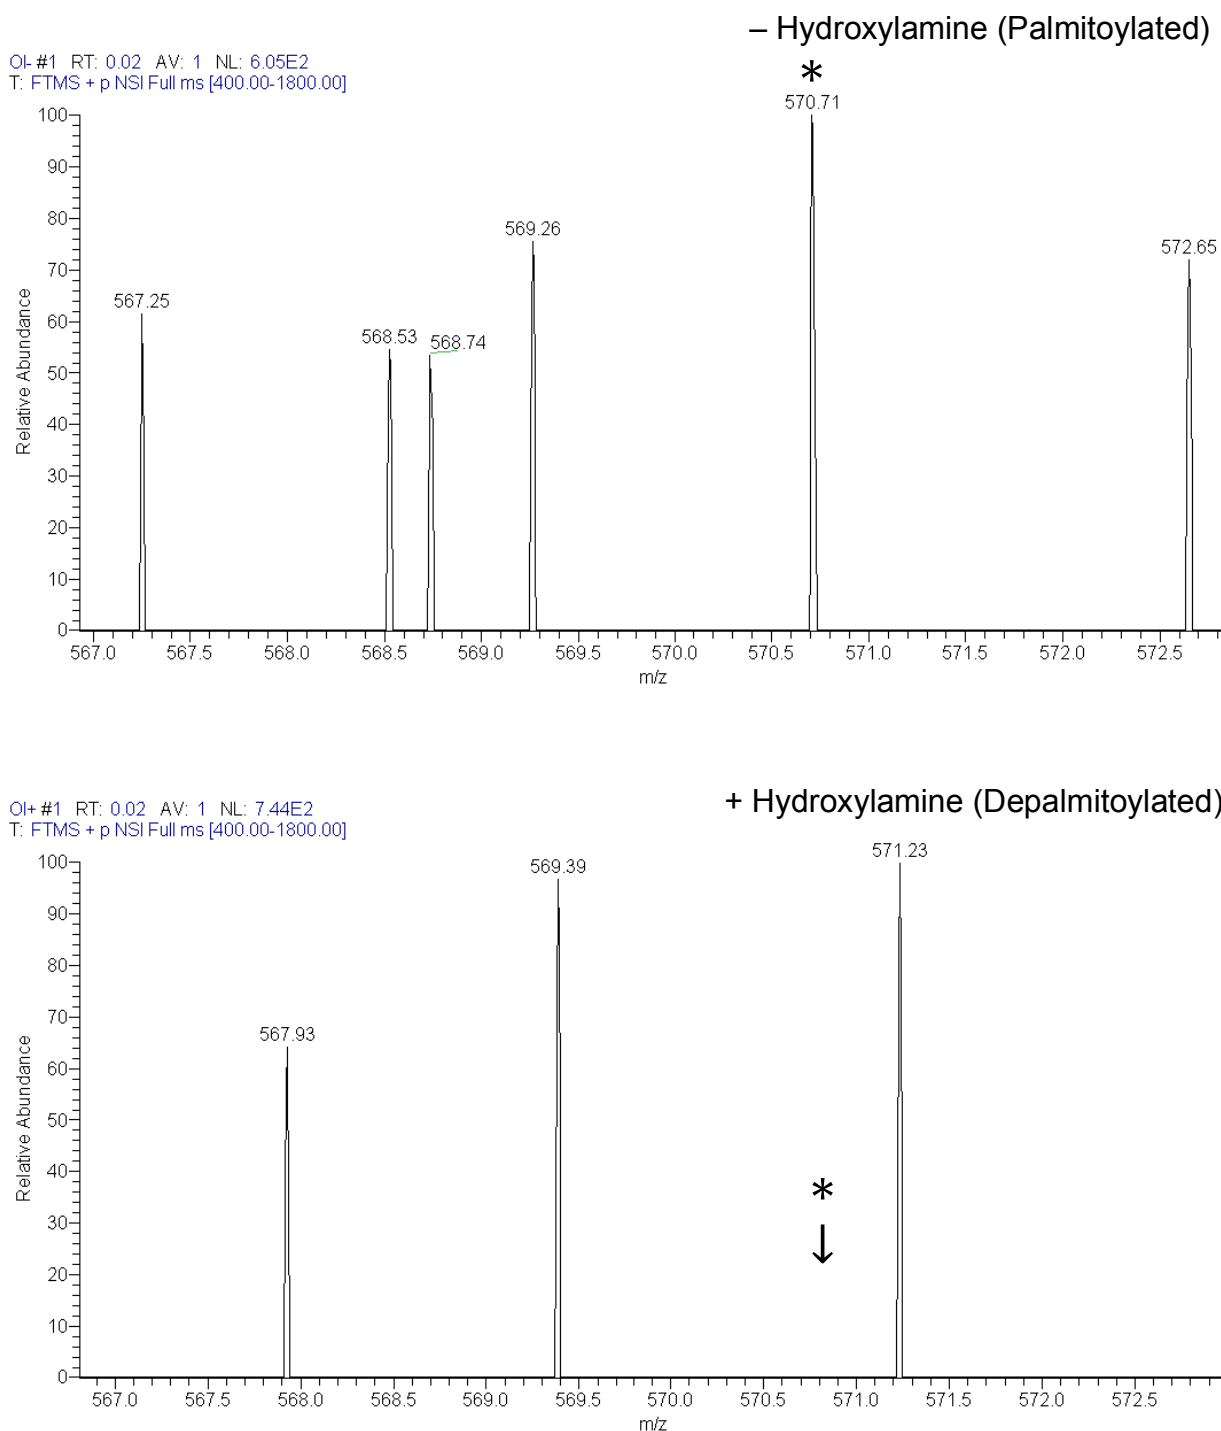 – Hydroxylamine (Palmitoylated)
OI- #1 RT: 0.02 AV: 1 NL: 6.05E2
T: FTMS + p NSI Full ms [400.00-1800.00]
*
570.71
569.26
572.65
567.25
568.53
568.74
100
90
80
70
60
50
40
30
20
10
0
Relative Abundance
567.0 567.5 568.0 568.5 569.0 569.5 570.0 570.5 571.0 571.5 572.0 572.5
m/z
+ Hydroxylamine (Depalmitoylated)
OI+ #1 RT: 0.02 AV: 1 NL: 7.44E2
T: FTMS + p NSI Full ms [400.00-1800.00]
571.23
569.39
567.93
*
↓
100
90
80
70
60
50
40
30
20
10
0
Relative Abundance
567.0 567.5 568.0 568.5 569.0 569.5 570.0 570.5 571.0 571.5 572.0 572.5
m/z